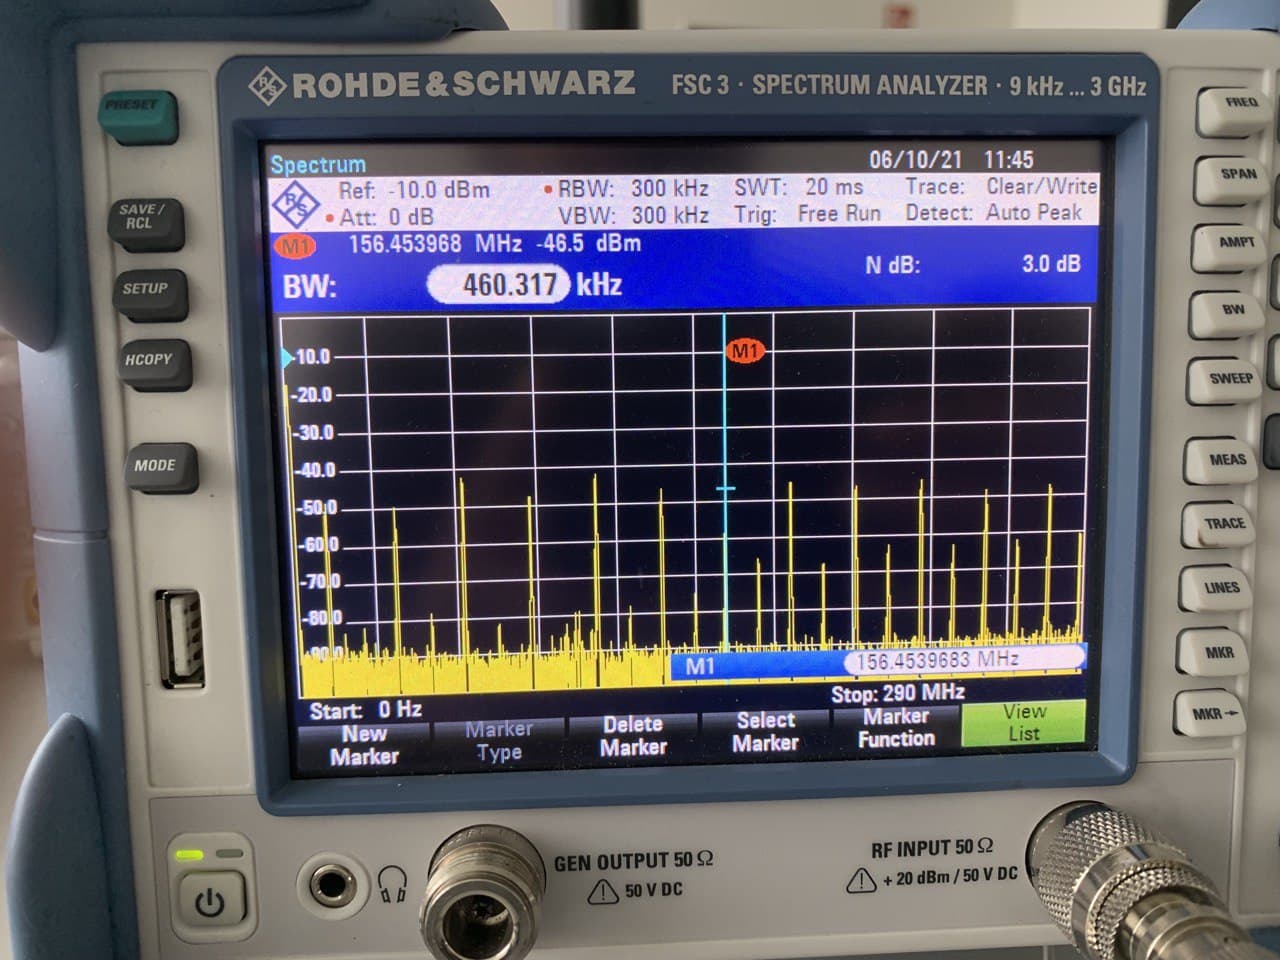 ROHDE & SCHWARZ FSC 3 · SPECTRUM ANALYZER · 9 kHz ... 3 GHz
PRESET
SAVE /
RCL
SETUP
HCOPY
MODE
Spectrum 06/10/21 11:45
Ref: -10.0 dBm RBW: 300 kHz SWT: 20 ms Trace: Clear/Write
Att: 0 dB VBW: 300 kHz Trig: Free Run Detect: Auto Peak
M1 156.453968 MHz -46.5 dBm
BW: 460.317 kHz N dB: 3.0 dB
M1
-10.0
-20.0
-30.0
-40.0
-50.0
-60.0
-70.0
-80.0
-90.0
M1 156.4539683 MHz
Start: 0 Hz Stop: 290 MHz
New Marker
Marker Type
Delete Marker
Select Marker
Marker Function
View List
FREQ
SPAN
AMPT
BW
SWEEP
MEAS
TRACE
LINES
MKR
MKR→
GEN OUTPUT 50 Ω
50 V DC
RF INPUT 50 Ω
+ 20 dBm / 50 V DC